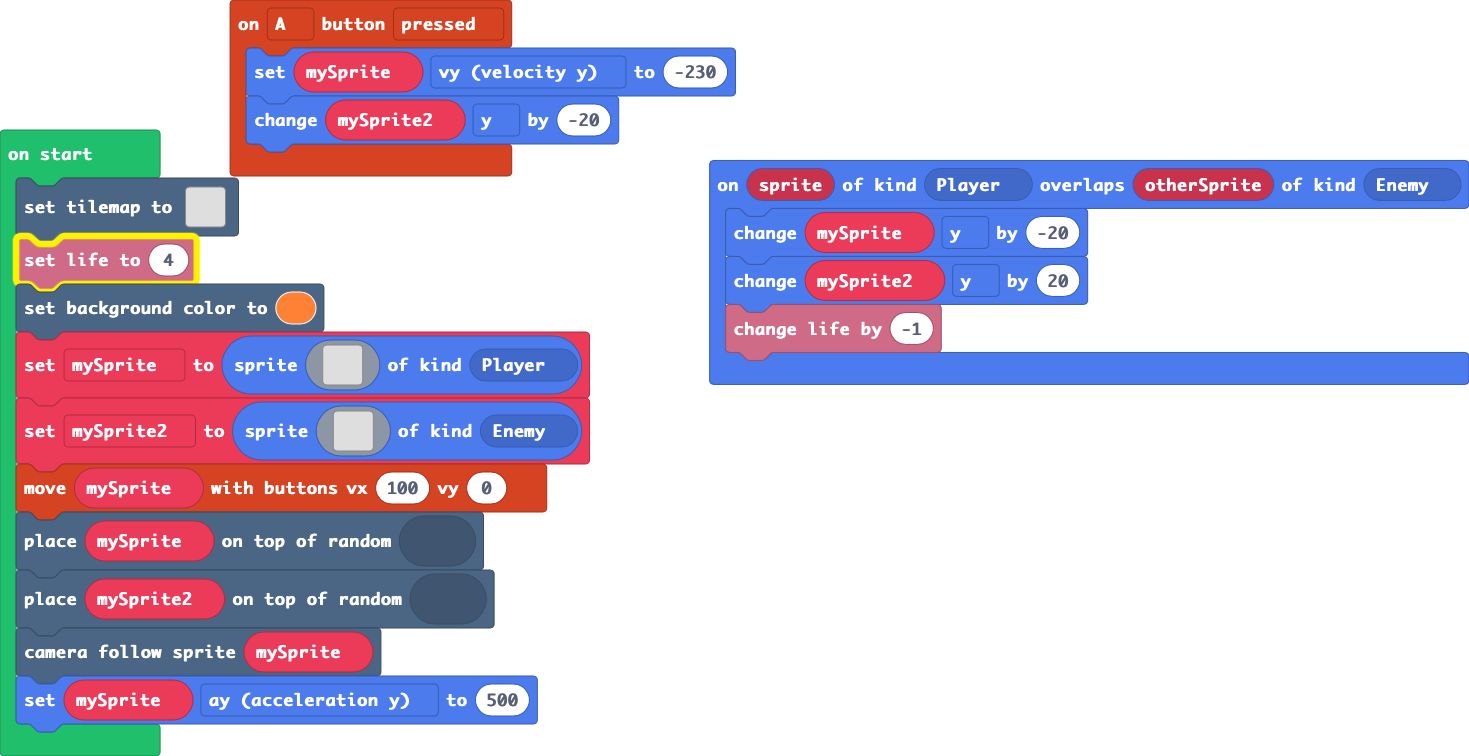 on A button pressed
set mySprite vy (velocity y) to -230
change mySprite2 y by -20
on start
set tilemap to
set life to 4
set background color to
set mySprite to sprite of kind Player
set mySprite2 to sprite of kind Enemy
move mySprite with buttons vx 100 vy 0
place mySprite on top of random
place mySprite2 on top of random
camera follow sprite mySprite
set mySprite ay (acceleration y) to 500
on sprite of kind Player overlaps otherSprite of kind Enemy
change mySprite y by -20
change mySprite2 y by 20
change life by -1